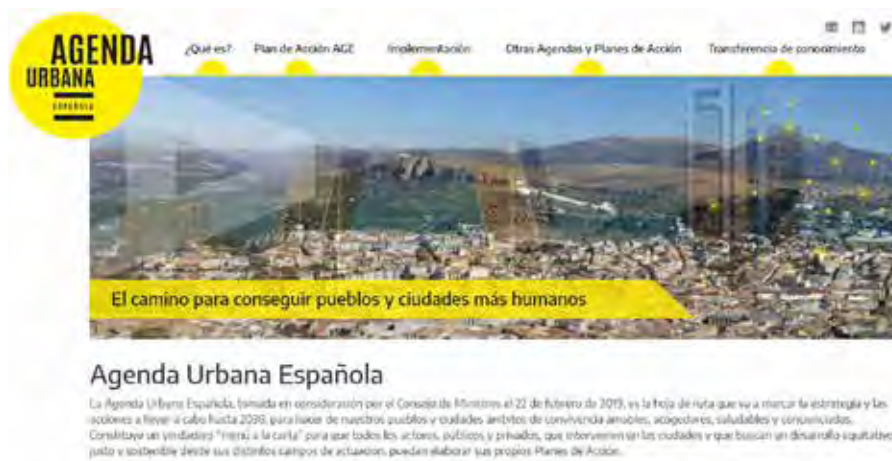 AGENDA
URBANA
ESPAÑOLA
¿Qué es? Plan de Acción AGE Implementación Otras Agendas y Planes de Acción Transferencia de conocimiento
El camino para conseguir pueblos y ciudades más humanos
Agenda Urbana Española
La Agenda Urbana Española, tomada en consideración por el Consejo de Ministros el 22 de febrero de 2019, es la hoja de ruta que va a marcar la estrategia y las
acciones a llevar a cabo hasta 2030, para hacer de nuestros pueblos y ciudades ámbitos de convivencia amables, acogedores, saludables y concienciados.
Constituye un verdadero "menú a la carta" para que todos los actores, públicos y privados, que intervienen en las ciudades y que buscan un desarrollo equitativo,
justo y sostenible desde sus distintos campos de actuación, puedan elaborar sus propios Planes de Acción.